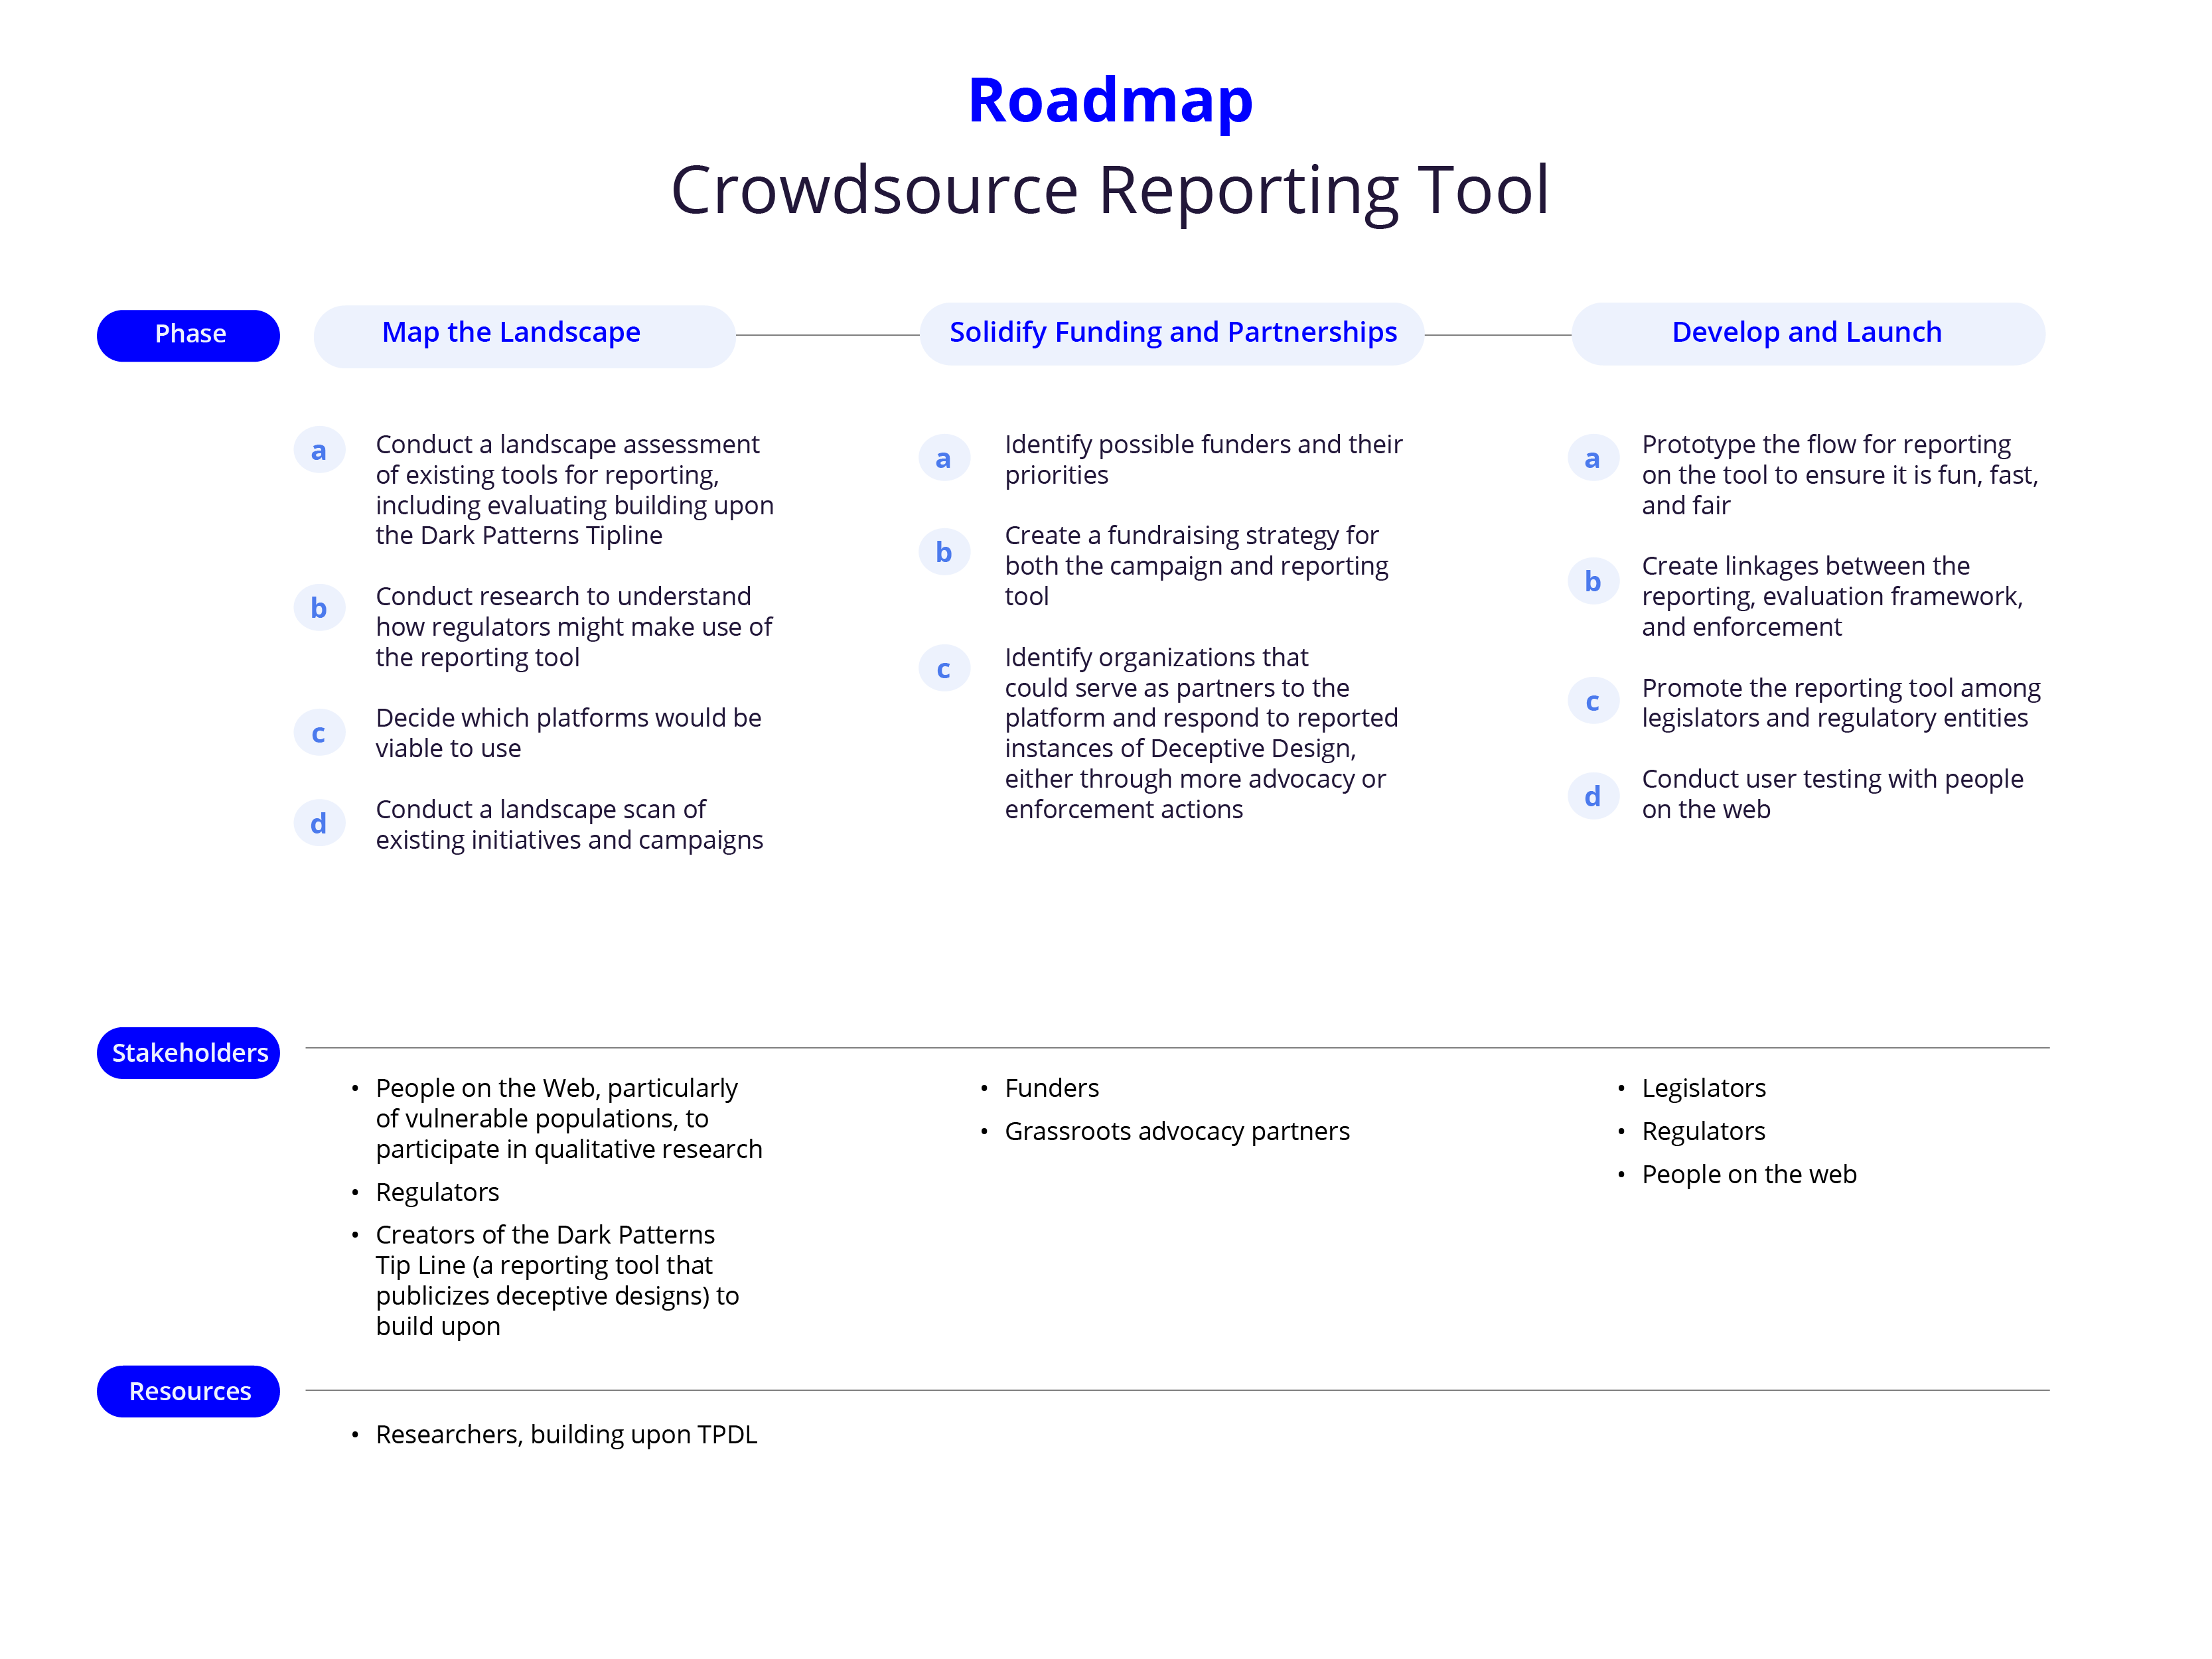 Roadmap
Crowdsource Reporting Tool
Phase
Map the Landscape
Solidify Funding and Partnerships
Develop and Launch
a
Conduct a landscape assessment
of existing tools for reporting,
including evaluating building upon
the Dark Patterns Tipline
b
Conduct research to understand
how regulators might make use of
the reporting tool
c
Decide which platforms would be
viable to use
d
Conduct a landscape scan of
existing initiatives and campaigns
a
Identify possible funders and their
priorities
b
Create a fundraising strategy for
both the campaign and reporting
tool
c
Identify organizations that
could serve as partners to the
platform and respond to reported
instances of Deceptive Design,
either through more advocacy or
enforcement actions
a
Prototype the flow for reporting
on the tool to ensure it is fun, fast,
and fair
b
Create linkages between the
reporting, evaluation framework,
and enforcement
c
Promote the reporting tool among
legislators and regulatory entities
d
Conduct user testing with people
on the web
Stakeholders
• People on the Web, particularly
of vulnerable populations, to
participate in qualitative research
• Regulators
• Creators of the Dark Patterns
Tip Line (a reporting tool that
publicizes deceptive designs) to
build upon
• Funders
• Grassroots advocacy partners
• Legislators
• Regulators
• People on the web
Resources
• Researchers, building upon TPDL